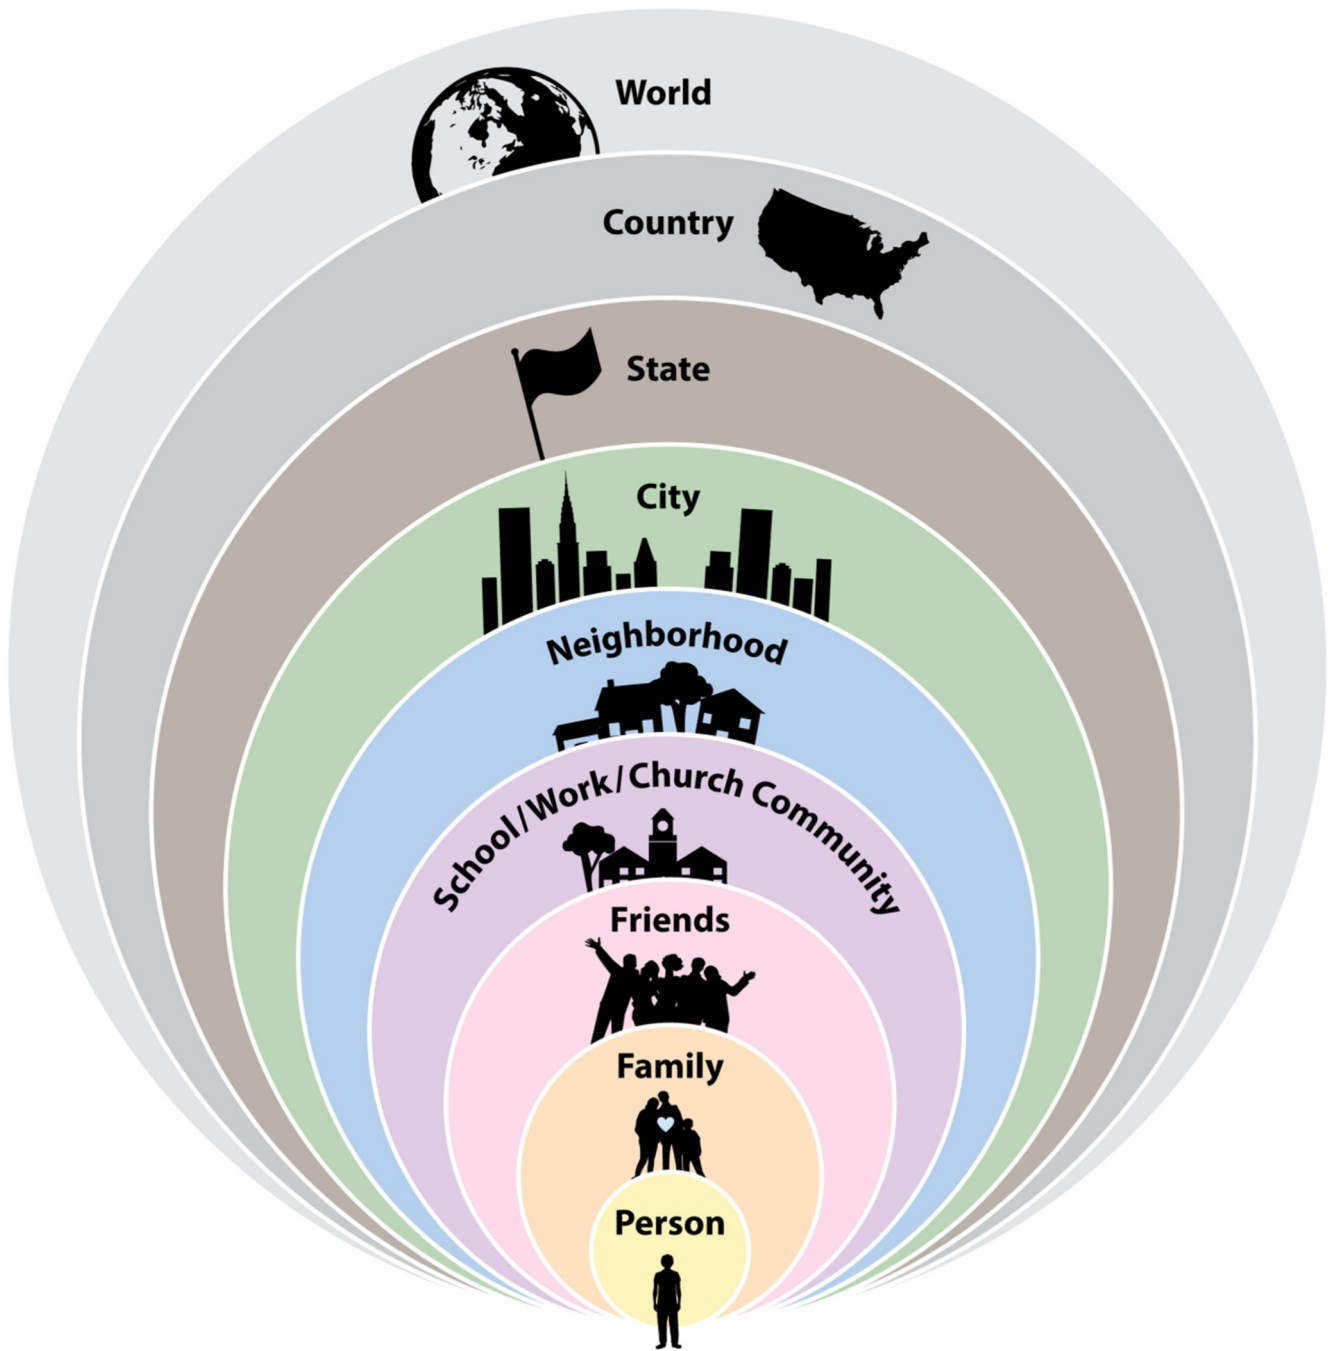 World
Country
State
City
Neighborhood
School/Work/Church Community
Friends
Family
Person